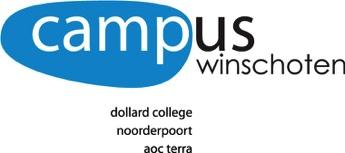 campus
winschoten
dollard college
noorderpoort
aoc terra